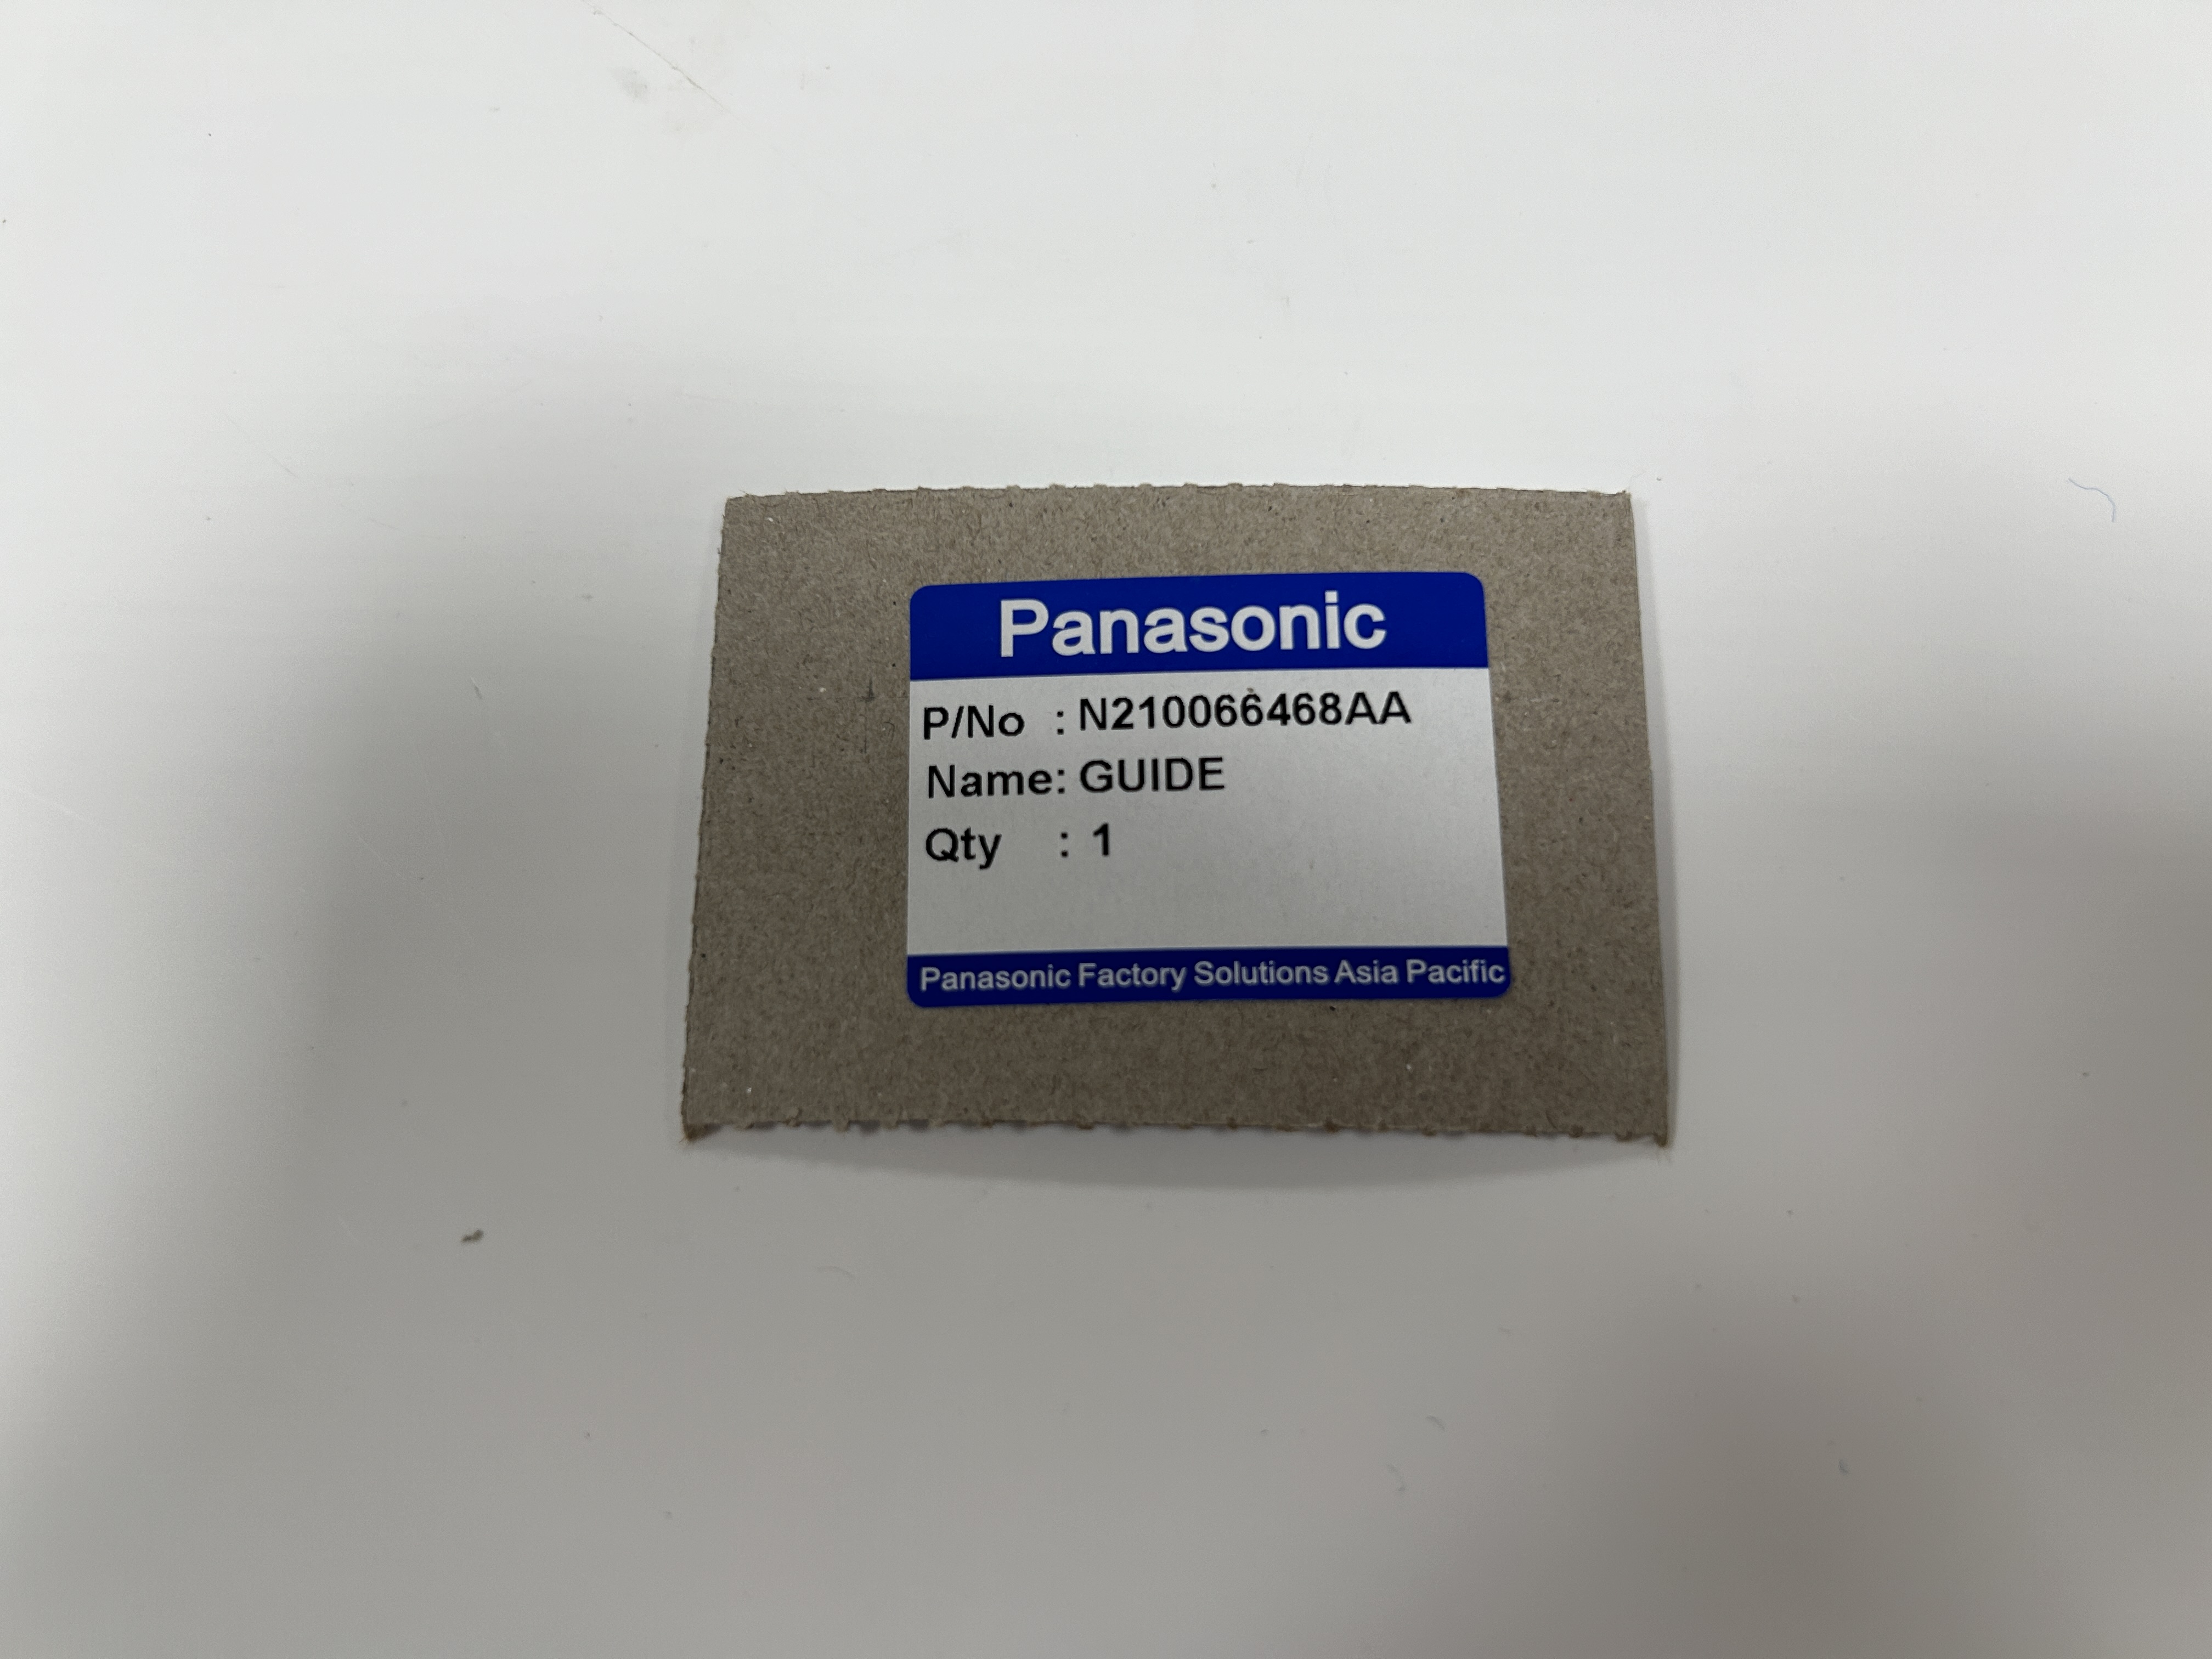 Panasonic
P/No : N210066468AA
Name: GUIDE
Qty : 1
Panasonic Factory Solutions Asia Pacific